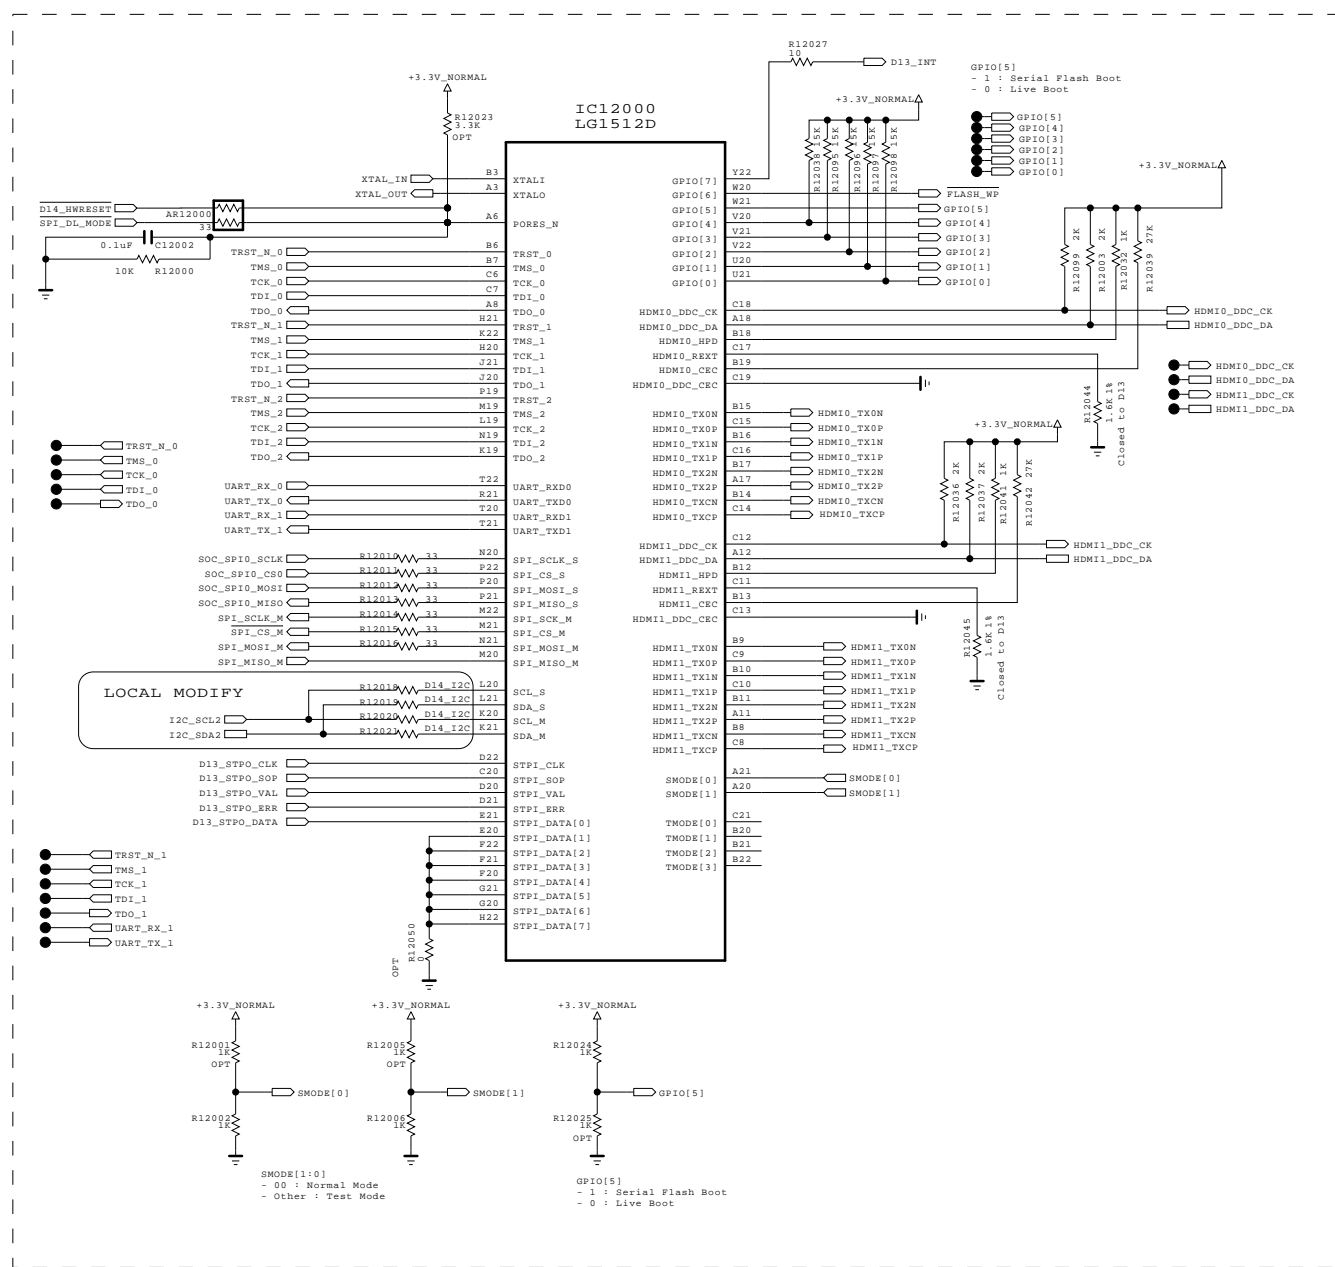 R12027
10
D13_INT
GPIO[5]
- 1 : Serial Flash Boot
- 0 : Live Boot
+3.3V_NORMAL
R12023
3.3K
OPT
IC12000
LG1512D
+3.3V_NORMAL
R12038 15K
R12095 15K
R12096 15K
R12097 15K
R12098 15K
GPIO[5]
GPIO[4]
GPIO[3]
GPIO[2]
GPIO[1]
GPIO[0]
+3.3V_NORMAL
R12099 2K
R12003 2K
R12032 1K
R12039 27K
XTAL_IN B3 XTALI
XTAL_OUT A3 XTALO
D14_HWRESET
SPI_DL_MODE
AR12000
33
A6 PORES_N
0.1uF C12002
10K R12000
TRST_N_0 B6 TRST_0
TMS_0 B7 TMS_0
TCK_0 C6 TCK_0
TDI_0 C7 TDI_0
TDO_0 A8 TDO_0
TRST_N_1 H21 TRST_1
TMS_1 K22 TMS_1
TCK_1 H20 TCK_1
TDI_1 J21 TDI_1
TDO_1 J20 TDO_1
TRST_N_2 P19 TRST_2
TMS_2 M19 TMS_2
TCK_2 L19 TCK_2
TDI_2 N19 TDI_2
TDO_2 K19 TDO_2
TRST_N_0
TMS_0
TCK_0
TDI_0
TDO_0
UART_RX_0 T22 UART_RXD0
UART_TX_0 R21 UART_TXD0
UART_RX_1 T20 UART_RXD1
UART_TX_1 T21 UART_TXD1
SOC_SPI0_SCLK R12010 33 N20 SPI_SCLK_S
SOC_SPI0_CS0 R12011 33 P22 SPI_CS_S
SOC_SPI0_MOSI R12012 33 P20 SPI_MOSI_S
SOC_SPI0_MISO R12013 33 P21 SPI_MISO_S
SPI_SCLK_M R12014 33 M22 SPI_SCK_M
SPI_CS_M R12015 33 M21 SPI_CS_M
SPI_MOSI_M R12016 33 N21 SPI_MOSI_M
SPI_MISO_M M20 SPI_MISO_M
LOCAL MODIFY
R12018 D14_I2C L20 SCL_S
R12019 D14_I2C L21 SDA_S
I2C_SCL2 R12020 D14_I2C K20 SCL_M
I2C_SDA2 R12021 D14_I2C K21 SDA_M
D13_STPO_CLK D22 STPI_CLK
D13_STPO_SOP C20 STPI_SOP
D13_STPO_VAL D20 STPI_VAL
D13_STPO_ERR D21 STPI_ERR
D13_STPO_DATA E21 STPI_DATA[0]
E20 STPI_DATA[1]
F22 STPI_DATA[2]
F21 STPI_DATA[3]
F20 STPI_DATA[4]
G21 STPI_DATA[5]
G20 STPI_DATA[6]
H22 STPI_DATA[7]
R12050
0
OPT
TRST_N_1
TMS_1
TCK_1
TDI_1
TDO_1
UART_RX_1
UART_TX_1
GPIO[7] Y22
GPIO[6] W20 FLASH_WP
GPIO[5] W21 GPIO[5]
GPIO[4] V20 GPIO[4]
GPIO[3] V21 GPIO[3]
GPIO[2] V22 GPIO[2]
GPIO[1] U20 GPIO[1]
GPIO[0] U21 GPIO[0]
HDMI0_DDC_CK C18 HDMI0_DDC_CK
HDMI0_DDC_DA A18 HDMI0_DDC_DA
HDMI0_HPD B18
HDMI0_REXT C17
HDMI0_CEC B19
HDMI0_DDC_CEC C19
HDMI0_DDC_CK
HDMI0_DDC_DA
HDMI1_DDC_CK
HDMI1_DDC_DA
R12044
1.6K 1%
Closed to D13
HDMI0_TX0N B15 HDMI0_TX0N
HDMI0_TX0P C15 HDMI0_TX0P
HDMI0_TX1N B16 HDMI0_TX1N
HDMI0_TX1P C16 HDMI0_TX1P
HDMI0_TX2N B17 HDMI0_TX2N
HDMI0_TX2P A17 HDMI0_TX2P
HDMI0_TXCN B14 HDMI0_TXCN
HDMI0_TXCP C14 HDMI0_TXCP
+3.3V_NORMAL
R12036 2K
R12037 2K
R12041 1K
R12042 27K
HDMI1_DDC_CK C12 HDMI1_DDC_CK
HDMI1_DDC_DA A12 HDMI1_DDC_DA
HDMI1_HPD B12
HDMI1_REXT C11
HDMI1_CEC B13
HDMI1_DDC_CEC C13
R12045
1.6K 1%
Closed to D13
HDMI1_TX0N B9 HDMI1_TX0N
HDMI1_TX0P C9 HDMI1_TX0P
HDMI1_TX1N B10 HDMI1_TX1N
HDMI1_TX1P C10 HDMI1_TX1P
HDMI1_TX2N B11 HDMI1_TX2N
HDMI1_TX2P A11 HDMI1_TX2P
HDMI1_TXCN B8 HDMI1_TXCN
HDMI1_TXCP C8 HDMI1_TXCP
SMODE[0] A21 SMODE[0]
SMODE[1] A20 SMODE[1]
TMODE[0] C21
TMODE[1] B20
TMODE[2] B21
TMODE[3] B22
+3.3V_NORMAL
R12001
1K
OPT
SMODE[0]
R12002
1K
SMODE[1:0]
- 00 : Normal Mode
- Other : Test Mode
+3.3V_NORMAL
R12005
1K
OPT
SMODE[1]
R12006
1K
+3.3V_NORMAL
R12024
1K
GPIO[5]
R12025
1K
OPT
GPIO[5]
- 1 : Serial Flash Boot
- 0 : Live Boot